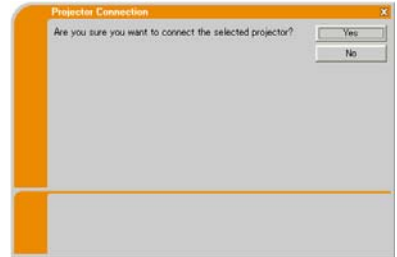 Projector Connection X
Are you sure you want to connect the selected projector?
Yes
No